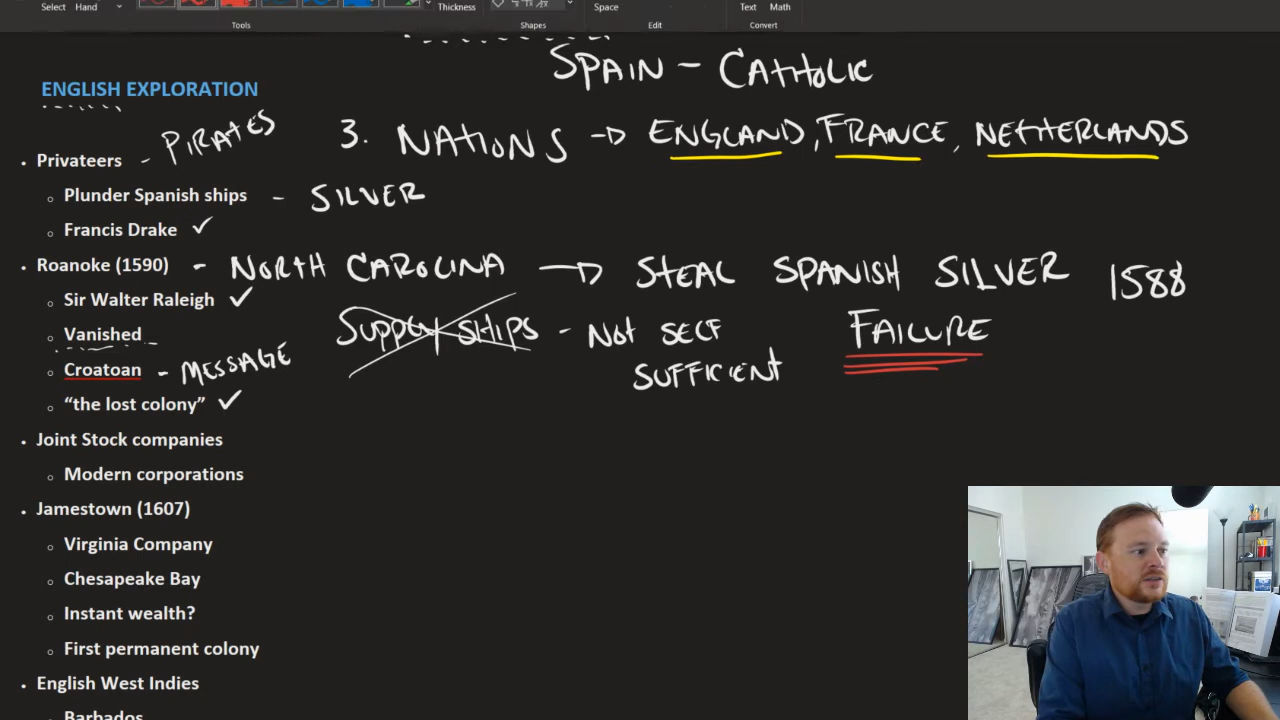 Select Hand Thickness Space Text Math
Tools Shapes Edit Convert
SPAIN - CATHOLIC
ENGLISH EXPLORATION
3. NATIONS → ENGLAND, FRANCE, NETHERLANDS
Privateers - PIRATES
Plunder Spanish ships - SILVER
Francis Drake ✓
Roanoke (1590) - NORTH CAROLINA → STEAL SPANISH SILVER 1588
Sir Walter Raleigh ✓
Vanished SUPPLY SHIPS - NOT SELF FAILURE
SUFFICIENT
Croatoan - MESSAGE
“the lost colony” ✓
Joint Stock companies
Modern corporations
Jamestown (1607)
Virginia Company
Chesapeake Bay
Instant wealth?
First permanent colony
English West Indies
Barbados